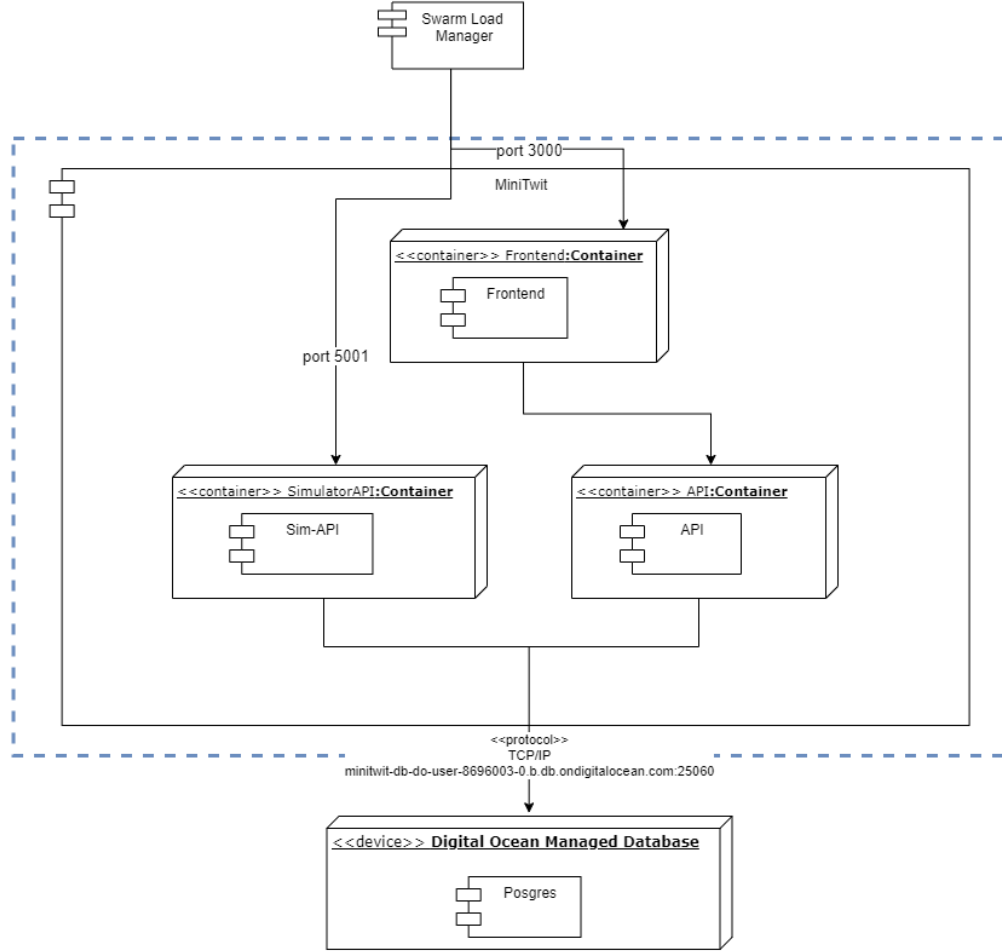 Swarm Load
Manager
port 3000
MiniTwit
<<container>> Frontend:Container
Frontend
port 5001
<<container>> SimulatorAPI:Container
Sim-API
<<container>> API:Container
API
<<protocol>>
TCP/IP
minitwit-db-do-user-8696003-0.b.db.ondigitalocean.com:25060
<<device>> Digital Ocean Managed Database
Posgres